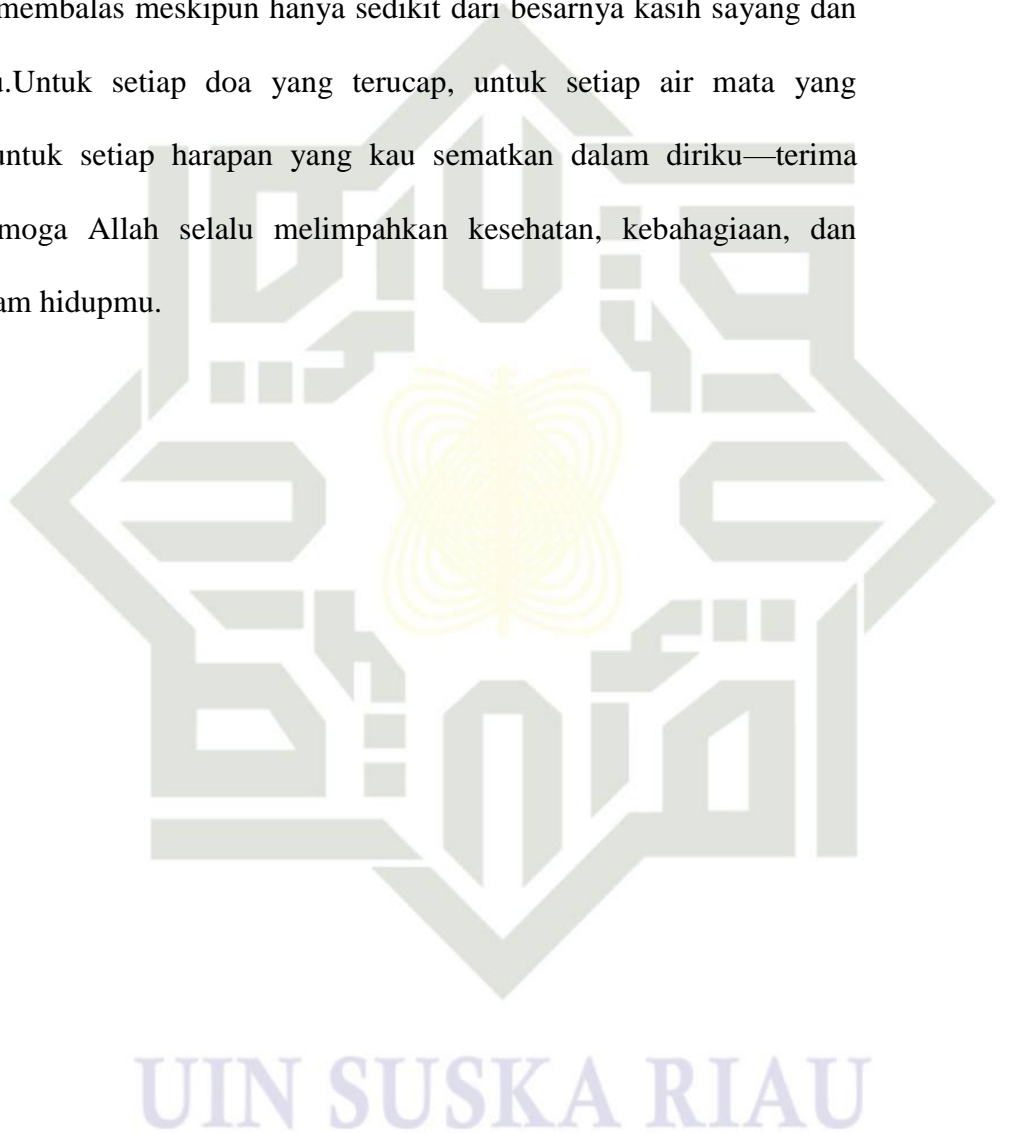 membalas meskipun hanya sedikit dari besarnya kasih sayang dan
u.Untuk setiap doa yang terucap, untuk setiap air mata yang
untuk setiap harapan yang kau sematkan dalam diriku—terima
moga Allah selalu melimpahkan kesehatan, kebahagiaan, dan
am hidupmu.
UIN SUSKA RIAU